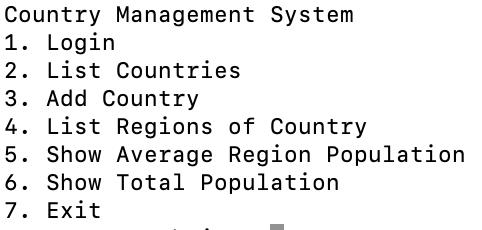 Country Management System
1. Login
2. List Countries
3. Add Country
4. List Regions of Country
5. Show Average Region Population
6. Show Total Population
7. Exit